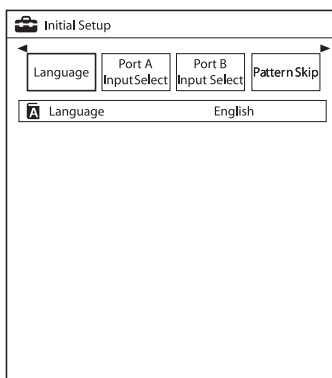 Initial Setup
Language
Port A
Input Select
Port B
Input Select
Pattern Skip
A Language English